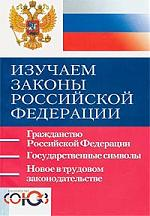 ИЗУЧАЕМ
ЗАКОНЫ
РОССИЙСКОЙ
ФЕДЕРАЦИИ
Гражданство
Российской Федерации
Государственные символы
Новое в трудовом
законодательстве
СОЮЗ